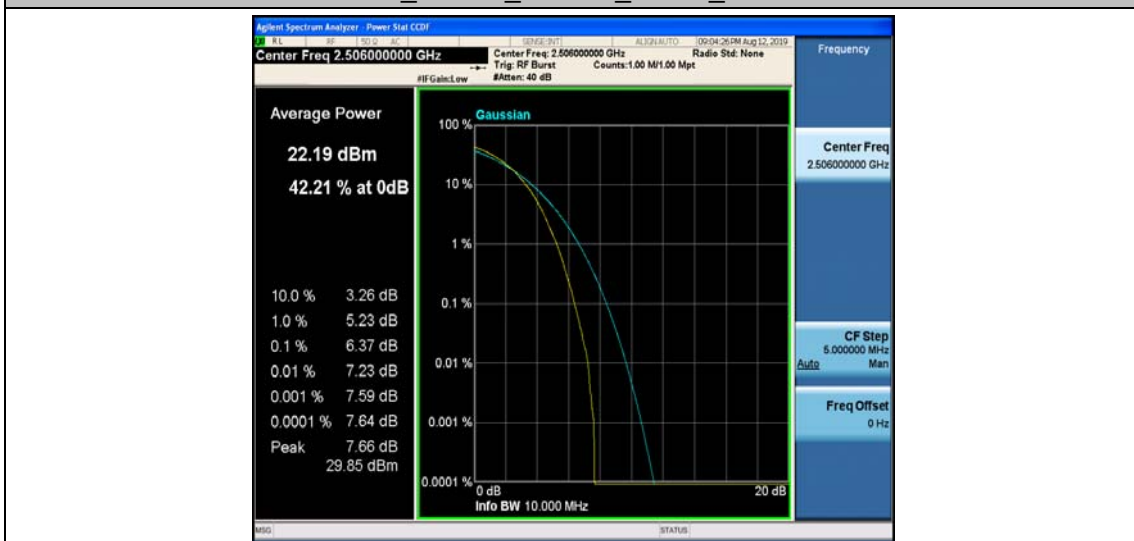 Agilent Spectrum Analyzer - Power Stat CCDF
RL RF 50 Ω AC SENSE:INT ALIGN AUTO 09:04:26 PM Aug 12, 2019
Center Freq 2.506000000 GHz
Center Freq: 2.506000000 GHz Radio Std: None
Trig: RF Burst Counts:1.00 M/1.00 Mpt
#IFGain:Low #Atten: 40 dB
Average Power
22.19 dBm
42.21 % at 0dB
10.0 % 3.26 dB
1.0 % 5.23 dB
0.1 % 6.37 dB
0.01 % 7.23 dB
0.001 % 7.59 dB
0.0001 % 7.64 dB
Peak 7.66 dB
29.85 dBm
Gaussian
100 %
10 %
1 %
0.1 %
0.01 %
0.001 %
0.0001 %
0 dB 20 dB
Info BW 10.000 MHz
Frequency
Center Freq
2.506000000 GHz
CF Step
5.000000 MHz
Auto Man
Freq Offset
0 Hz
MSG STATUS